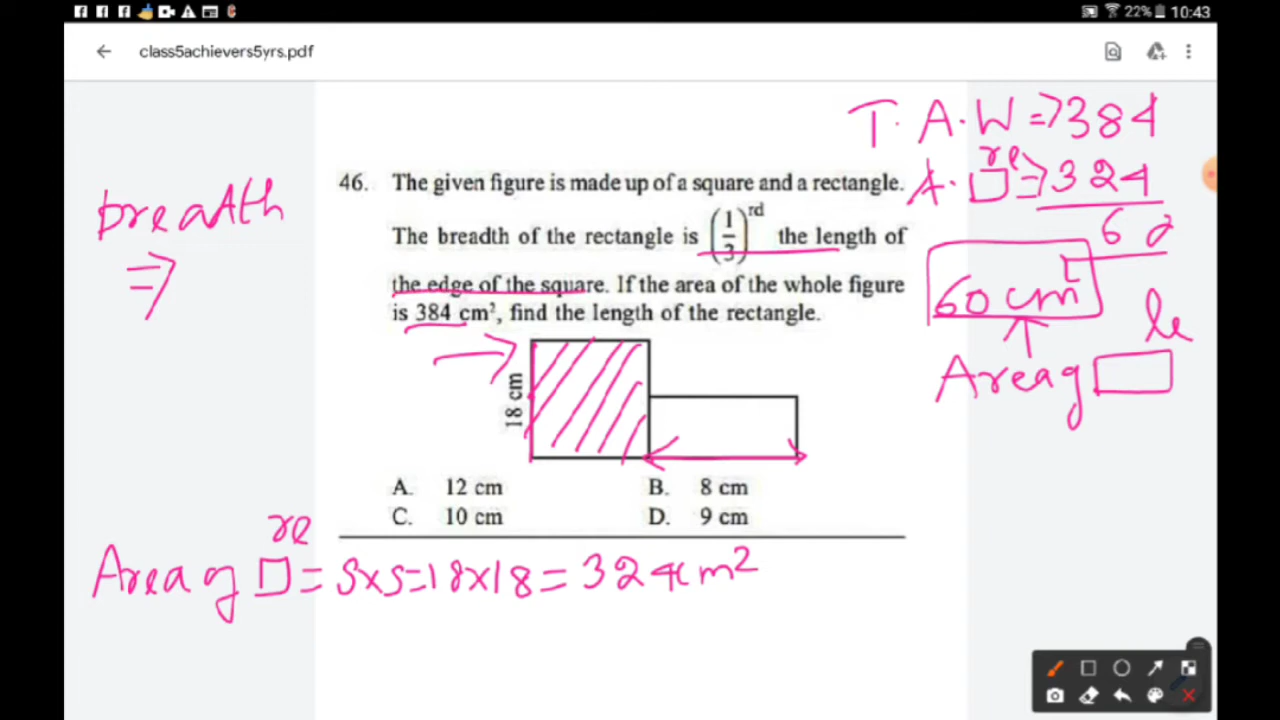 22% 10:43
class5achievers5yrs.pdf
T. A. W => 384
A. □re => 324
60
60 cm²
Area of □le
breadth
=>
46. The given figure is made up of a square and a rectangle.
The breadth of the rectangle is (1/3)rd the length of
the edge of the square. If the area of the whole figure
is 384 cm², find the length of the rectangle.
18 cm
A. 12 cm B. 8 cm
C. 10 cm D. 9 cm
Area of □re = S×S=18×18=324cm2